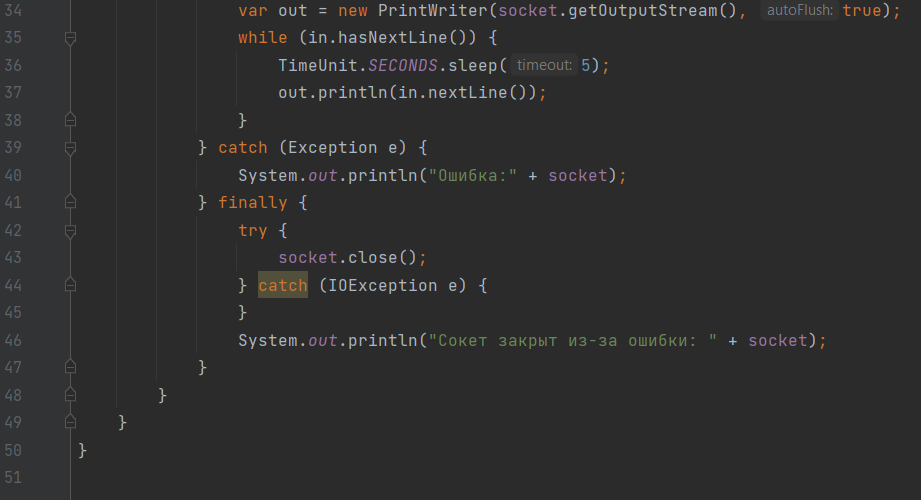 34 var out = new PrintWriter(socket.getOutputStream(), autoFlush: true);
35 while (in.hasNextLine()) {
36 TimeUnit.SECONDS.sleep( timeout: 5);
37 out.println(in.nextLine());
38 }
39 } catch (Exception e) {
40 System.out.println("Ошибка:" + socket);
41 } finally {
42 try {
43 socket.close();
44 } catch (IOException e) {
45 }
46 System.out.println("Сокет закрыт из-за ошибки: " + socket);
47 }
48 }
49 }
50 }
51